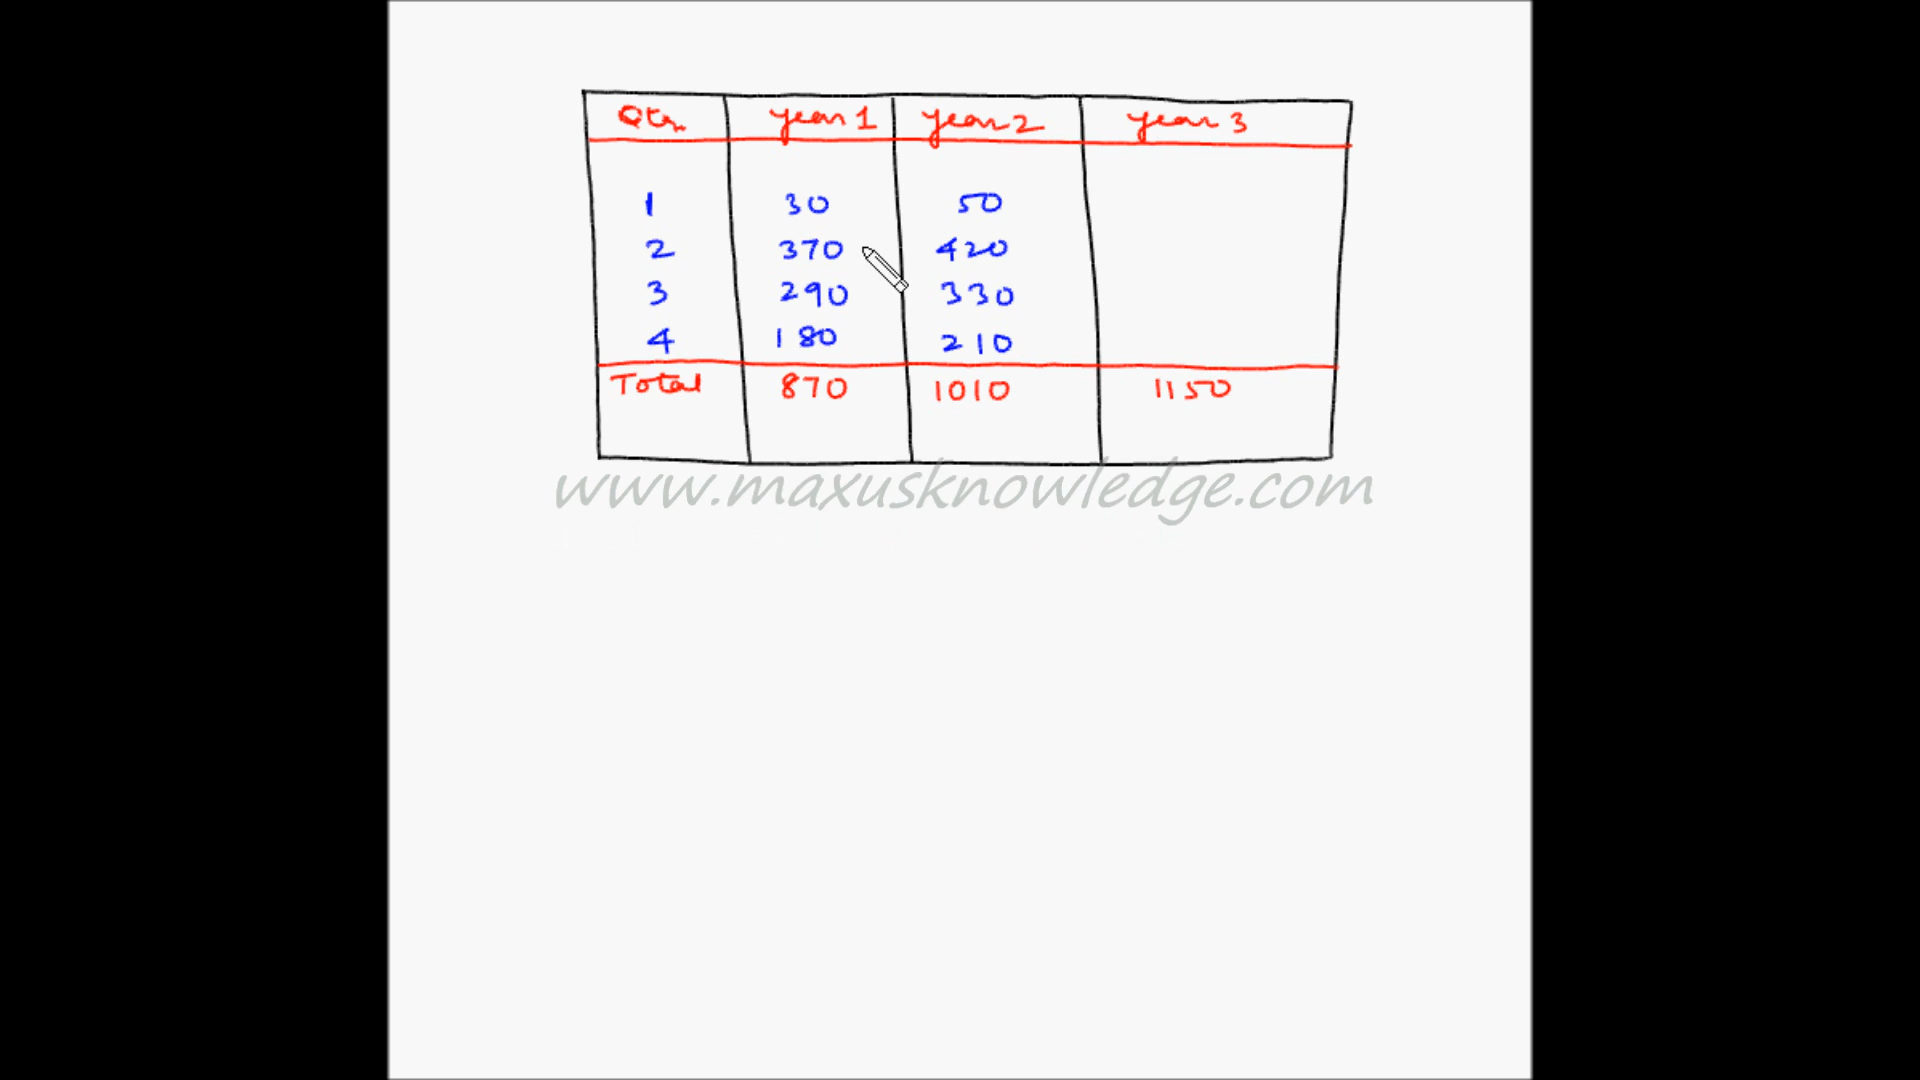 Qtr. year 1 year 2 year 3
1 30 50
2 370 420
3 290 330
4 180 210
Total 870 1010 1150
www.maxusknowledge.com